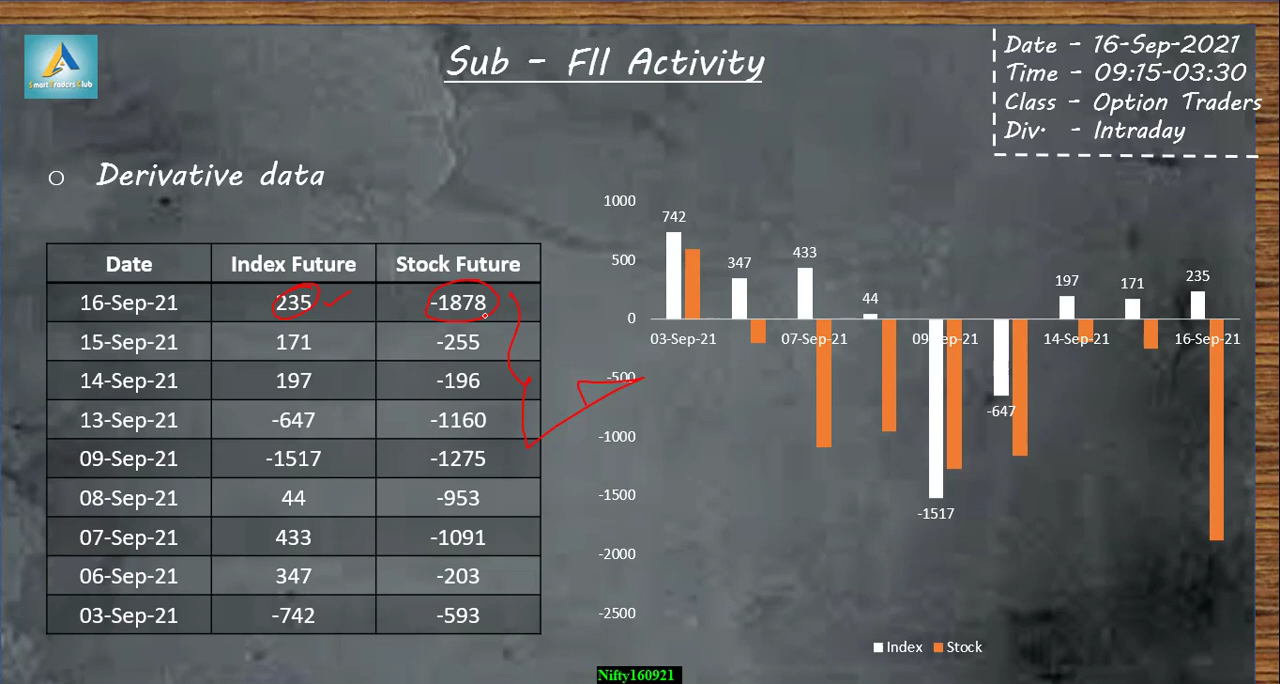 Smart Traders Club
Sub - FII Activity
Date - 16-Sep-2021
Time - 09:15-03:30
Class - Option Traders
Div. - Intraday
Derivative data
Date Index Future Stock Future
16-Sep-21 235 -1878
15-Sep-21 171 -255
14-Sep-21 197 -196
13-Sep-21 -647 -1160
09-Sep-21 -1517 -1275
08-Sep-21 44 -953
07-Sep-21 433 -1091
06-Sep-21 347 -203
03-Sep-21 -742 -593
1000
500
0
-500
-1000
-1500
-2000
-2500
742
347
433
44
-1517
-647
197
171
235
03-Sep-21 07-Sep-21 09-Sep-21 14-Sep-21 16-Sep-21
Index Stock
Nifty160921